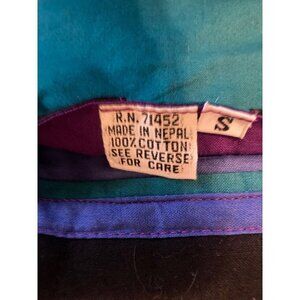 R.N. 71452
MADE IN NEPAL
100% COTTON
SEE REVERSE
FOR CARE
S